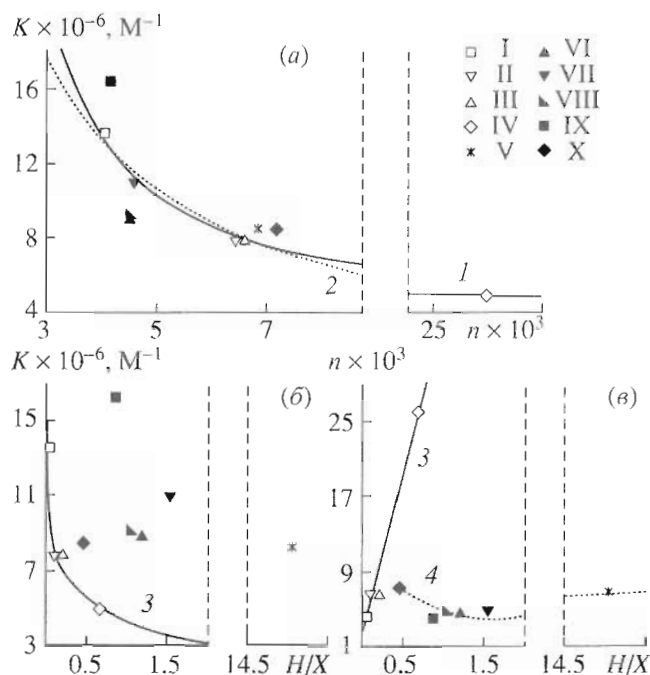 K × 10⁻⁶, M⁻¹
(а)
I VI
II VII
III VIII
IV IX
V X
16
12
8
4
2
1
3 5 7 25 n × 10³
K × 10⁻⁶, M⁻¹ n × 10³
(б) (в)
15 25
11 17
7 9
3 1
3 3 4
0.5 1.5 14.5 H/X 0.5 1.5 14.5 H/X